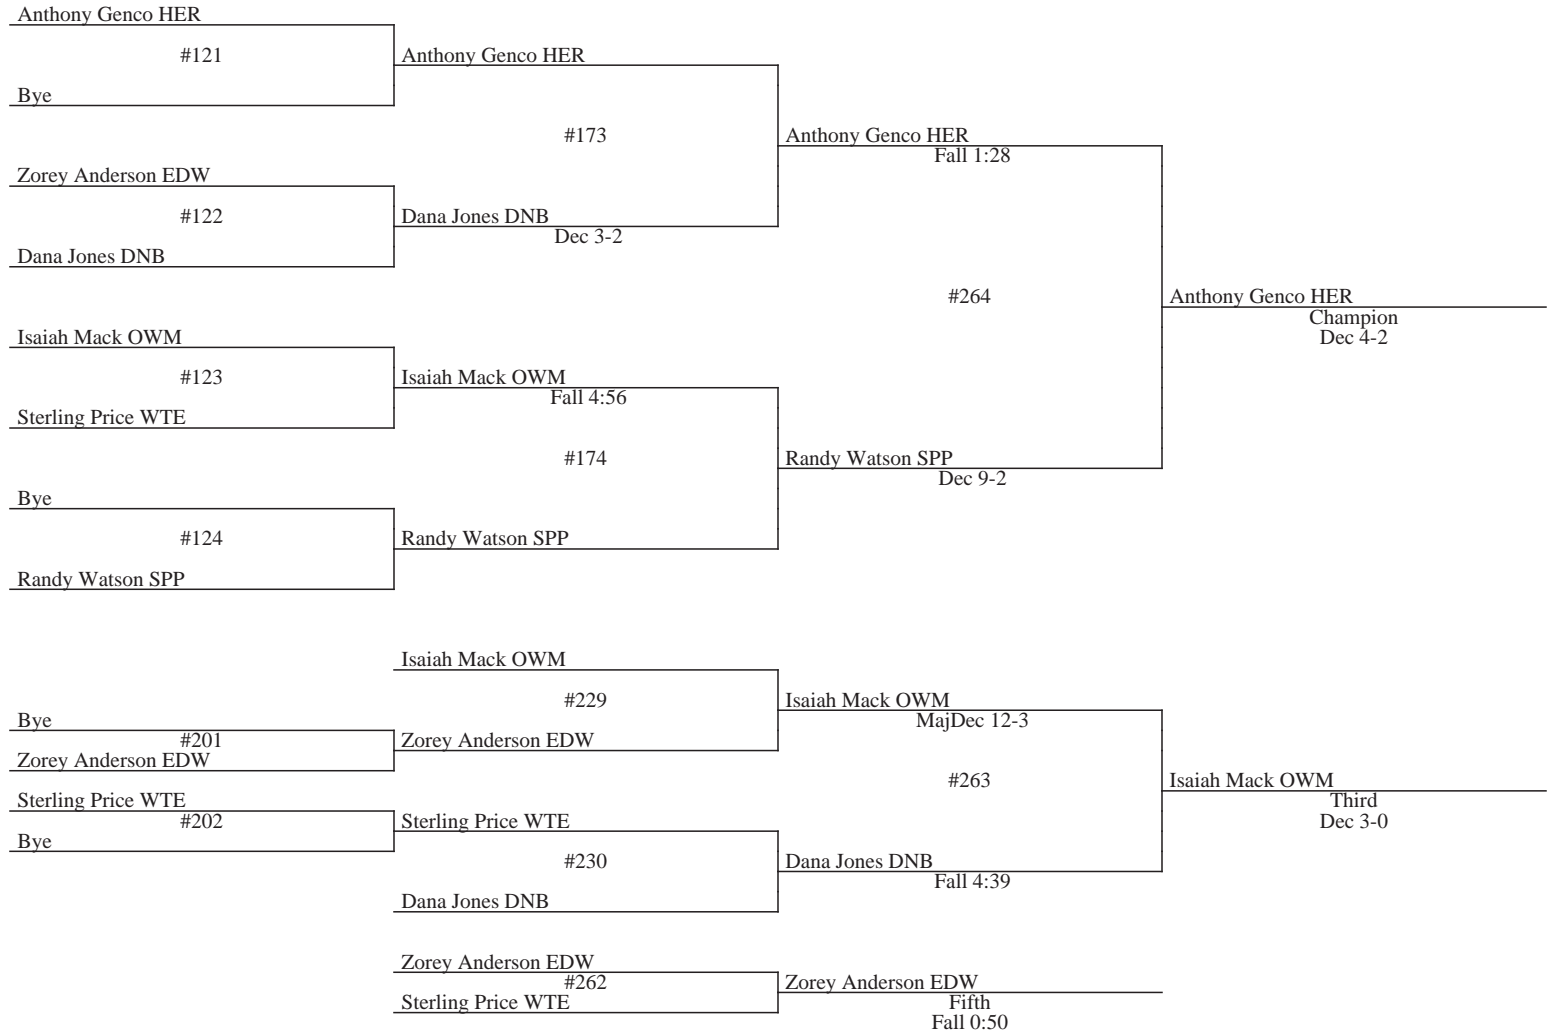 Anthony Genco HER
#121
Anthony Genco HER
Bye
#173
Anthony Genco HER
Fall 1:28
Zorey Anderson EDW
#122
Dana Jones DNB
Dec 3-2
Dana Jones DNB
#264
Anthony Genco HER
Champion
Dec 4-2
Isaiah Mack OWM
#123
Isaiah Mack OWM
Fall 4:56
Sterling Price WTE
#174
Randy Watson SPP
Dec 9-2
Bye
#124
Randy Watson SPP
Randy Watson SPP
Isaiah Mack OWM
#229
Isaiah Mack OWM
MajDec 12-3
Bye
#201
Zorey Anderson EDW
Zorey Anderson EDW
#263
Isaiah Mack OWM
Third
Dec 3-0
Sterling Price WTE
#202
Sterling Price WTE
Bye
#230
Dana Jones DNB
Fall 4:39
Dana Jones DNB
Zorey Anderson EDW
#262
Zorey Anderson EDW
Sterling Price WTE
Fifth
Fall 0:50